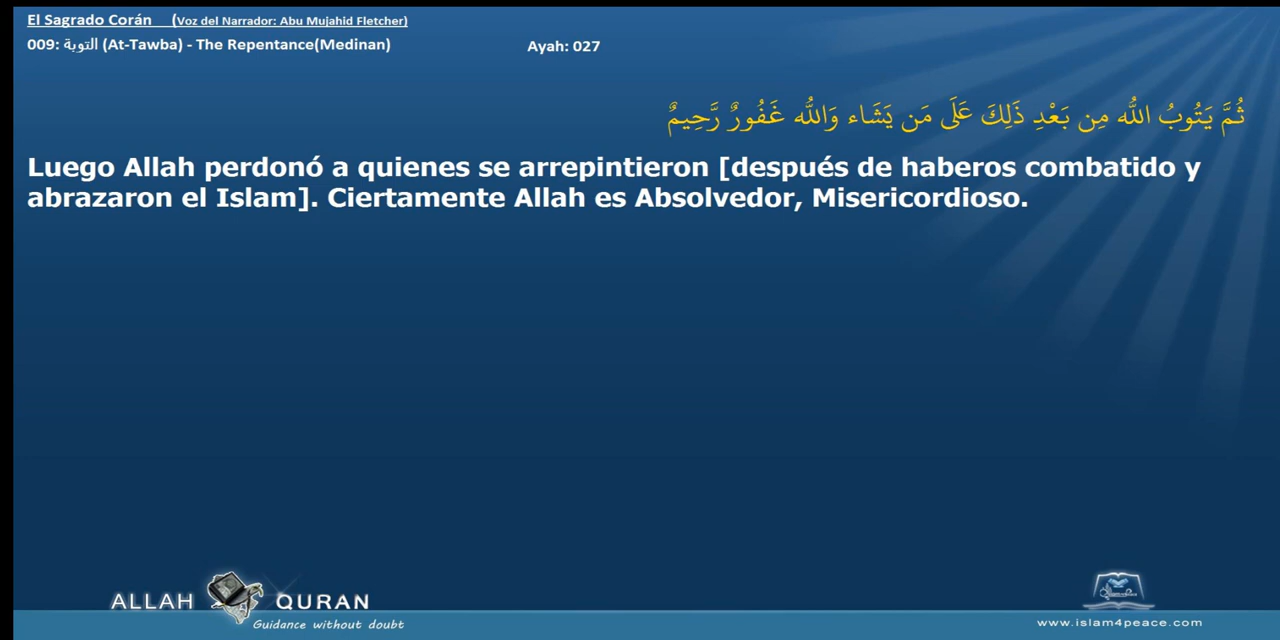 El Sagrado Corán (Voz del Narrador: Abu Mujahid Fletcher)
009: التوبة (At-Tawba) - The Repentance(Medinan) Ayah: 027
ثُمَّ يَتُوبُ اللّه مِن بَعْدِ ذَلِكَ عَلَى مَن يَشَاء وَاللّه غَفُورٌ رَّحِيمٌ
Luego Allah perdonó a quienes se arrepintieron [después de haberos combatido y
abrazaron el Islam]. Ciertamente Allah es Absolvedor, Misericordioso.
ALLAH QURAN
Guidance without doubt
www.islam4peace.com